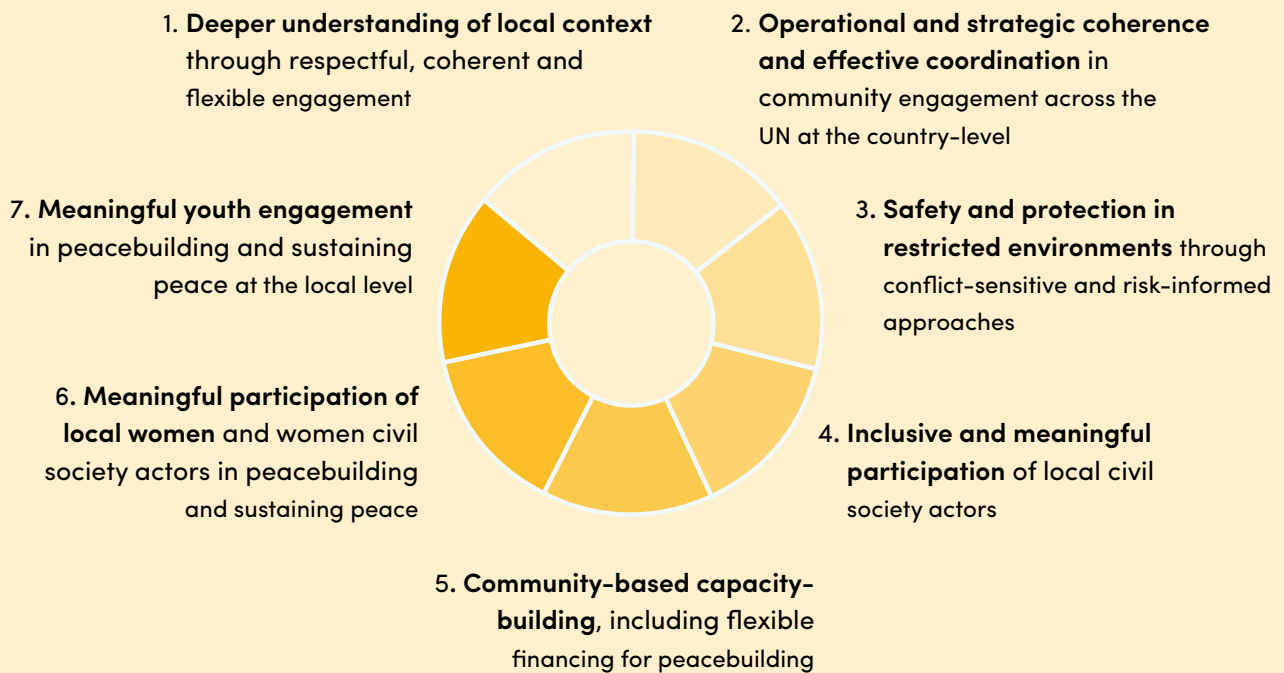 1. Deeper understanding of local context
through respectful, coherent and
flexible engagement
2. Operational and strategic coherence
and effective coordination in
community engagement across the
UN at the country-level
3. Safety and protection in
restricted environments through
conflict-sensitive and risk-informed
approaches
4. Inclusive and meaningful
participation of local civil
society actors
5. Community-based capacity-
building, including flexible
financing for peacebuilding
6. Meaningful participation of
local women and women civil
society actors in peacebuilding
and sustaining peace
7. Meaningful youth engagement
in peacebuilding and sustaining
peace at the local level